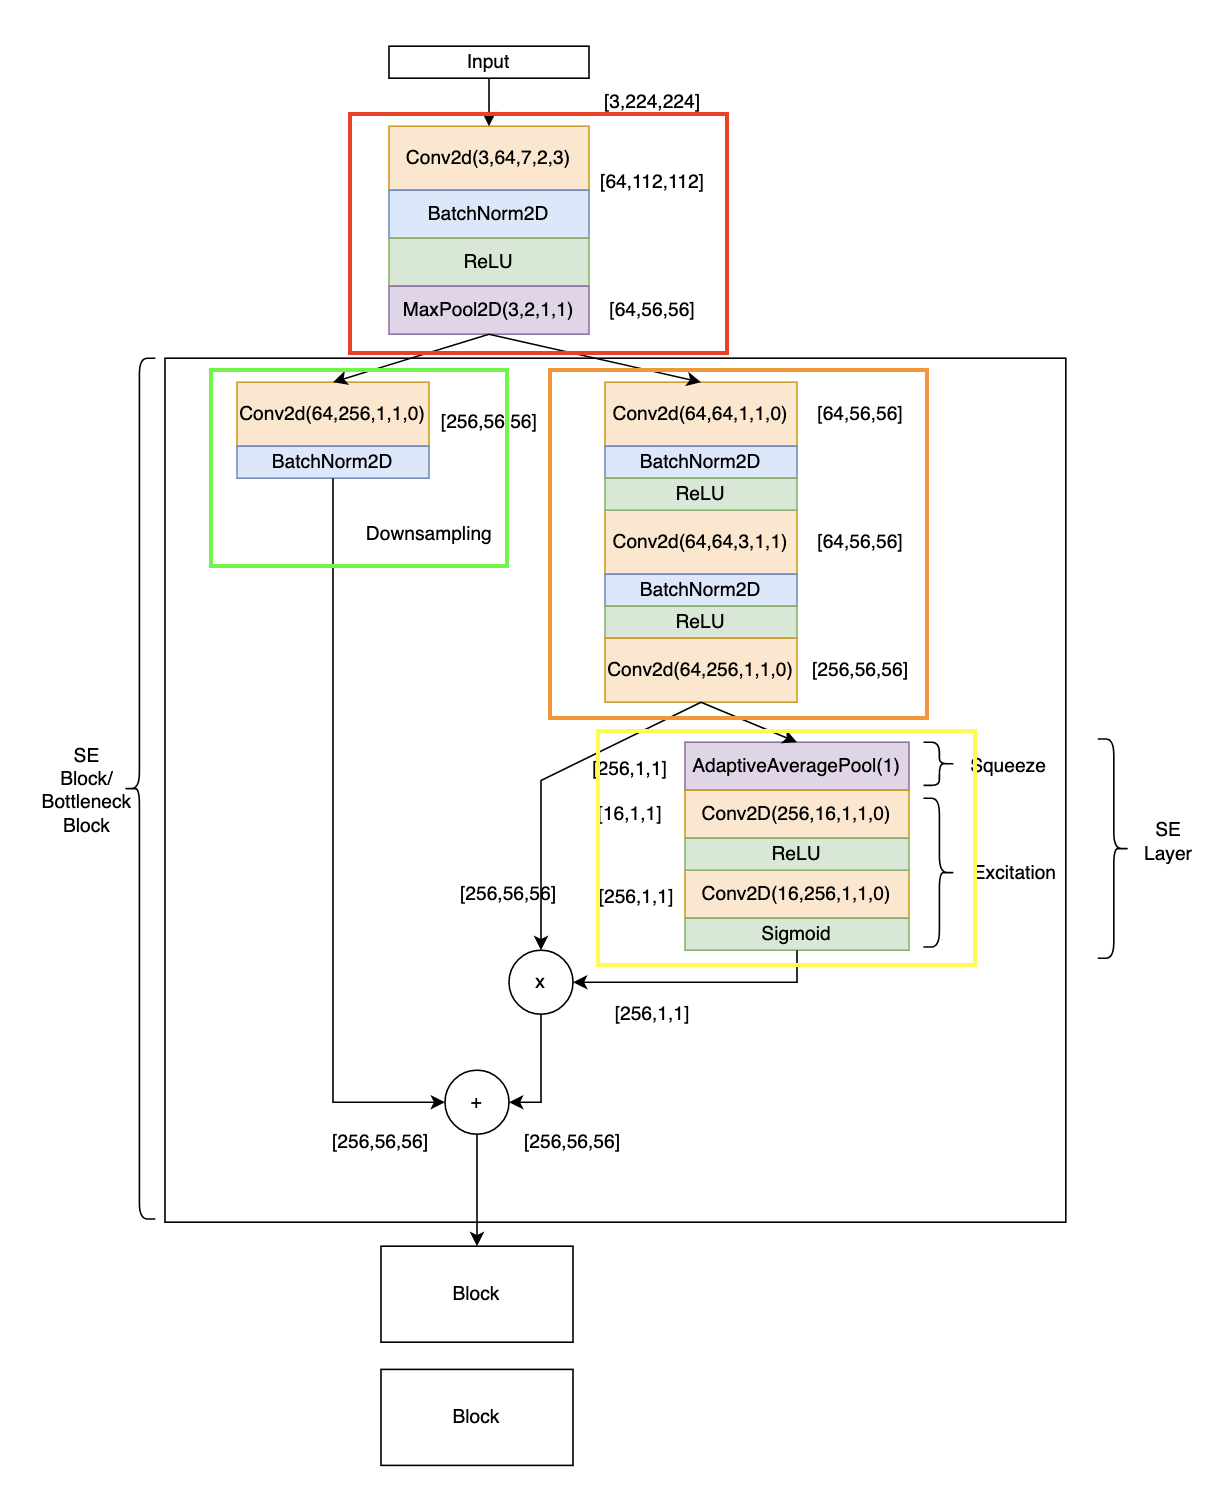 Input
[3,224,224]
Conv2d(3,64,7,2,3)
[64,112,112]
BatchNorm2D
ReLU
MaxPool2D(3,2,1,1)
[64,56,56]
Conv2d(64,256,1,1,0)
[256,56,56]
BatchNorm2D
Downsampling
Conv2d(64,64,1,1,0)
[64,56,56]
BatchNorm2D
ReLU
Conv2d(64,64,3,1,1)
[64,56,56]
BatchNorm2D
ReLU
Conv2d(64,256,1,1,0)
[256,56,56]
SE
Block/
Bottleneck
Block
[256,1,1]
AdaptiveAveragePool(1)
Squeeze
[16,1,1]
Conv2D(256,16,1,1,0)
ReLU
Excitation
SE
Layer
[256,56,56]
[256,1,1]
Conv2D(16,256,1,1,0)
Sigmoid
x
[256,1,1]
+
[256,56,56]
[256,56,56]
Block
Block